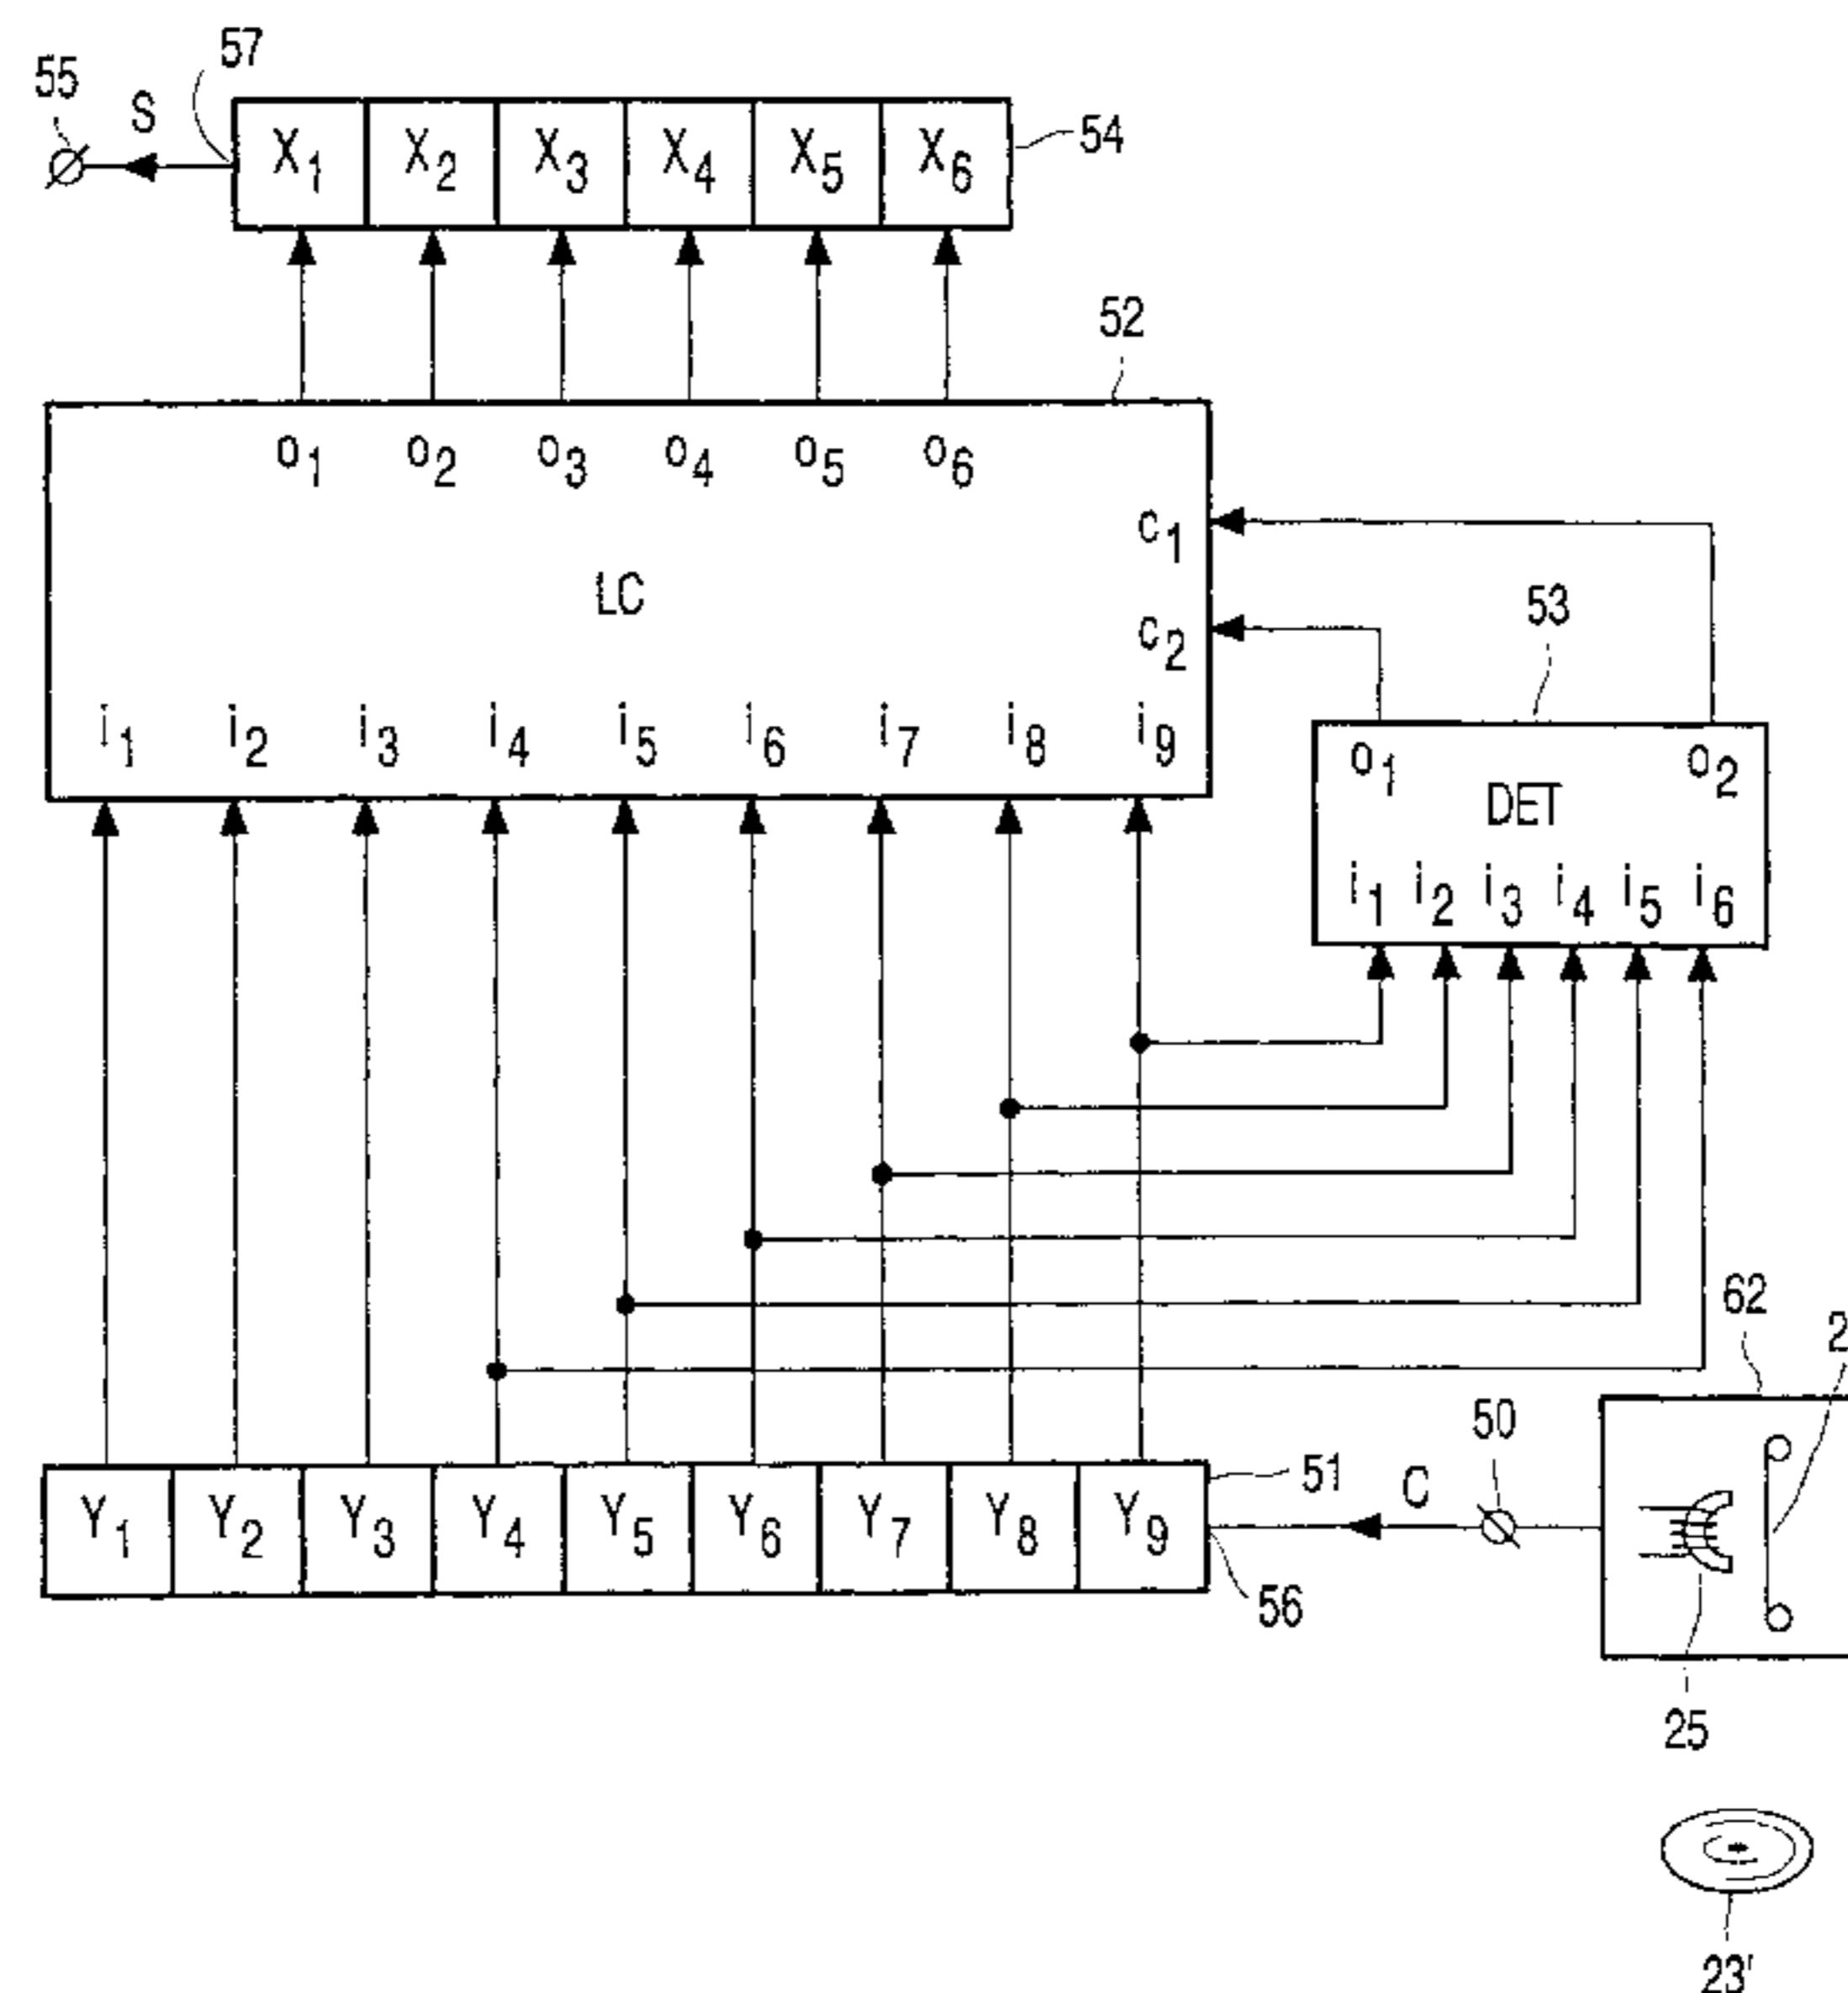 57
55
S
X1 X2 X3 X4 X5 X6
54
52
o1 o2 o3 o4 o5 o6
c1
LC
53
c2
i1 i2 i3 i4 i5 i6 i7 i8 i9
o1 o2
DET
i1 i2 i3 i4 i5 i6
62
50
51
C
Y1 Y2 Y3 Y4 Y5 Y6 Y7 Y8 Y9
56
25
23'